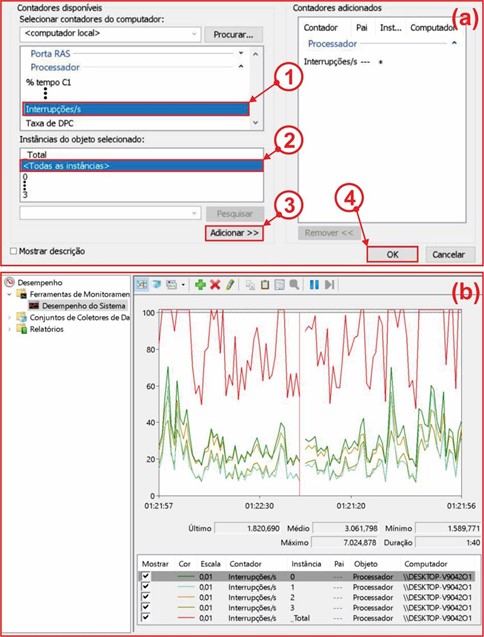 Contadores disponíveis
Selecionar contadores do computador:
<computador local>
Procurar...
Porta RAS
Processador
% tempo C1
Interrupções/s
Taxa de DPC
Instâncias do objeto selecionado:
_Total
<Todas as instâncias>
0
3
Pesquisar
Adicionar >>
Mostrar descrição
1
2
3
Contadores adicionados
(a)
Contador Pai Inst... Computador
Processador
Interrupções/s --- *
4
Remover <<
OK
Cancelar
(b)
Desempenho
Ferramentas de Monitoramen
Desempenho do Sistema
Conjuntos de Coletores de Da
Relatórios
100
80
60
40
20
0
01:21:57 01:22:30 01:21:20 01:21:56
Último 1.820,690 Médio 3.061,798 Mínimo 1.589,771
Máximo 7.024,878 Duração 1:40
Mostrar Cor Escala Contador Instância Pai Objeto Computador
0,01 Interrupções/s 0 --- Processador \\DESKTOP-V9042O1
0,01 Interrupções/s 1 --- Processador \\DESKTOP-V9042O1
0,01 Interrupções/s 2 --- Processador \\DESKTOP-V9042O1
0,01 Interrupções/s 3 --- Processador \\DESKTOP-V9042O1
0,01 Interrupções/s _Total --- Processador \\DESKTOP-V9042O1